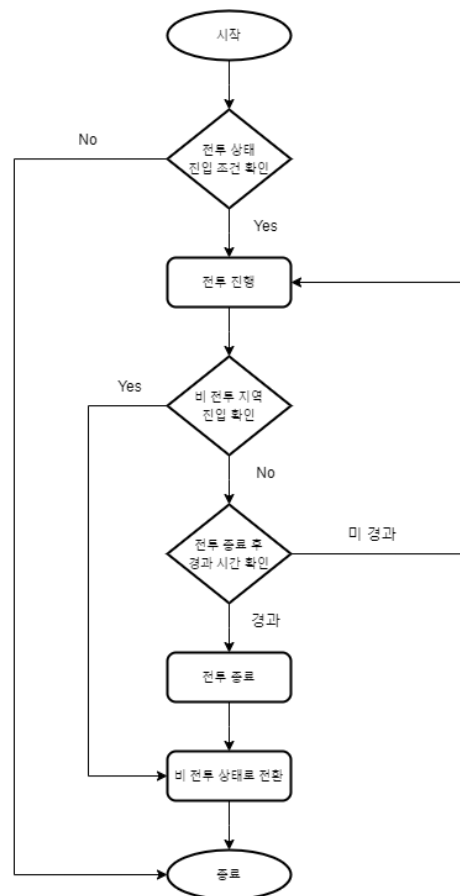 시작
No
전투 상태
진입 조건 확인
Yes
전투 진행
Yes
비 전투 지역
진입 확인
No
전투 종료 후
경과 시간 확인
미 경과
경과
전투 종료
비 전투 상태로 전환
종료